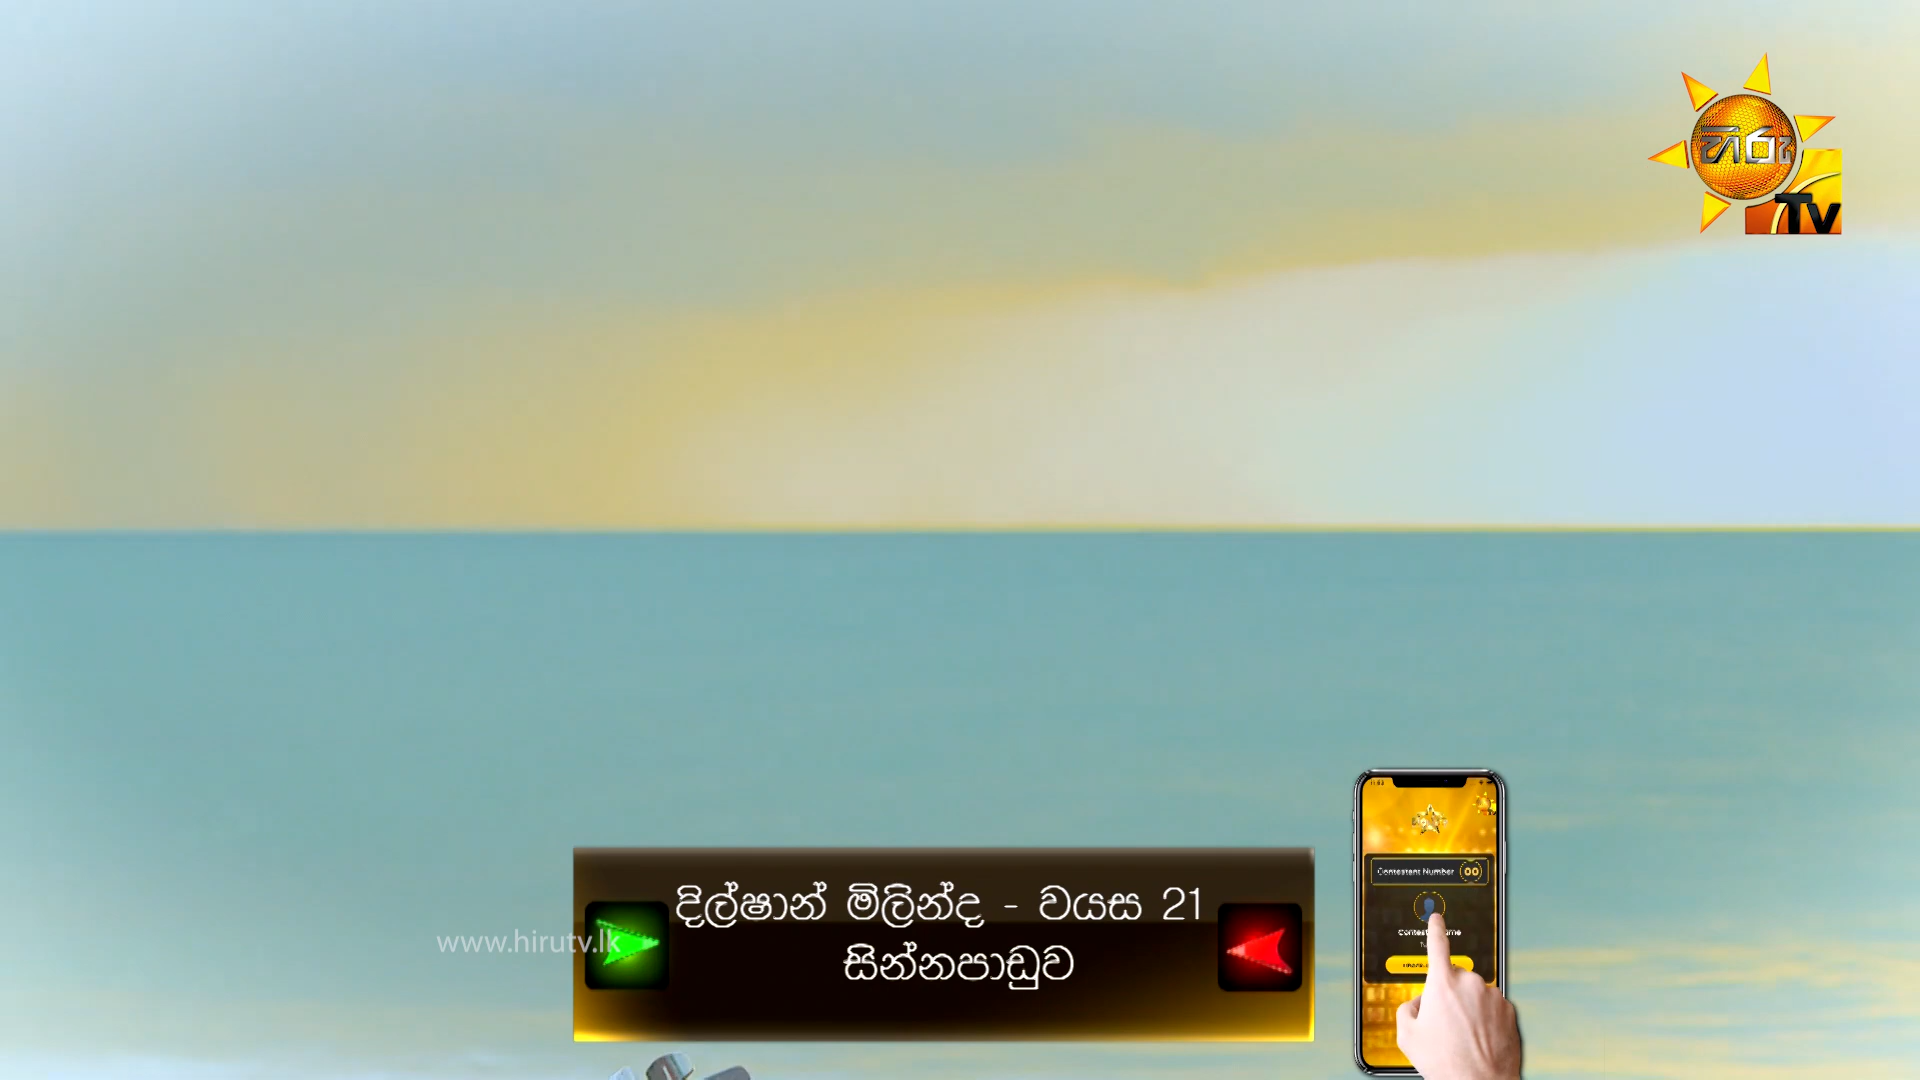 හිරු
Tv
දිල්ෂාන් මිලින්ද - වයස 21
සින්නපාඩුව
www.hirutv.lk
Contestant Number 00